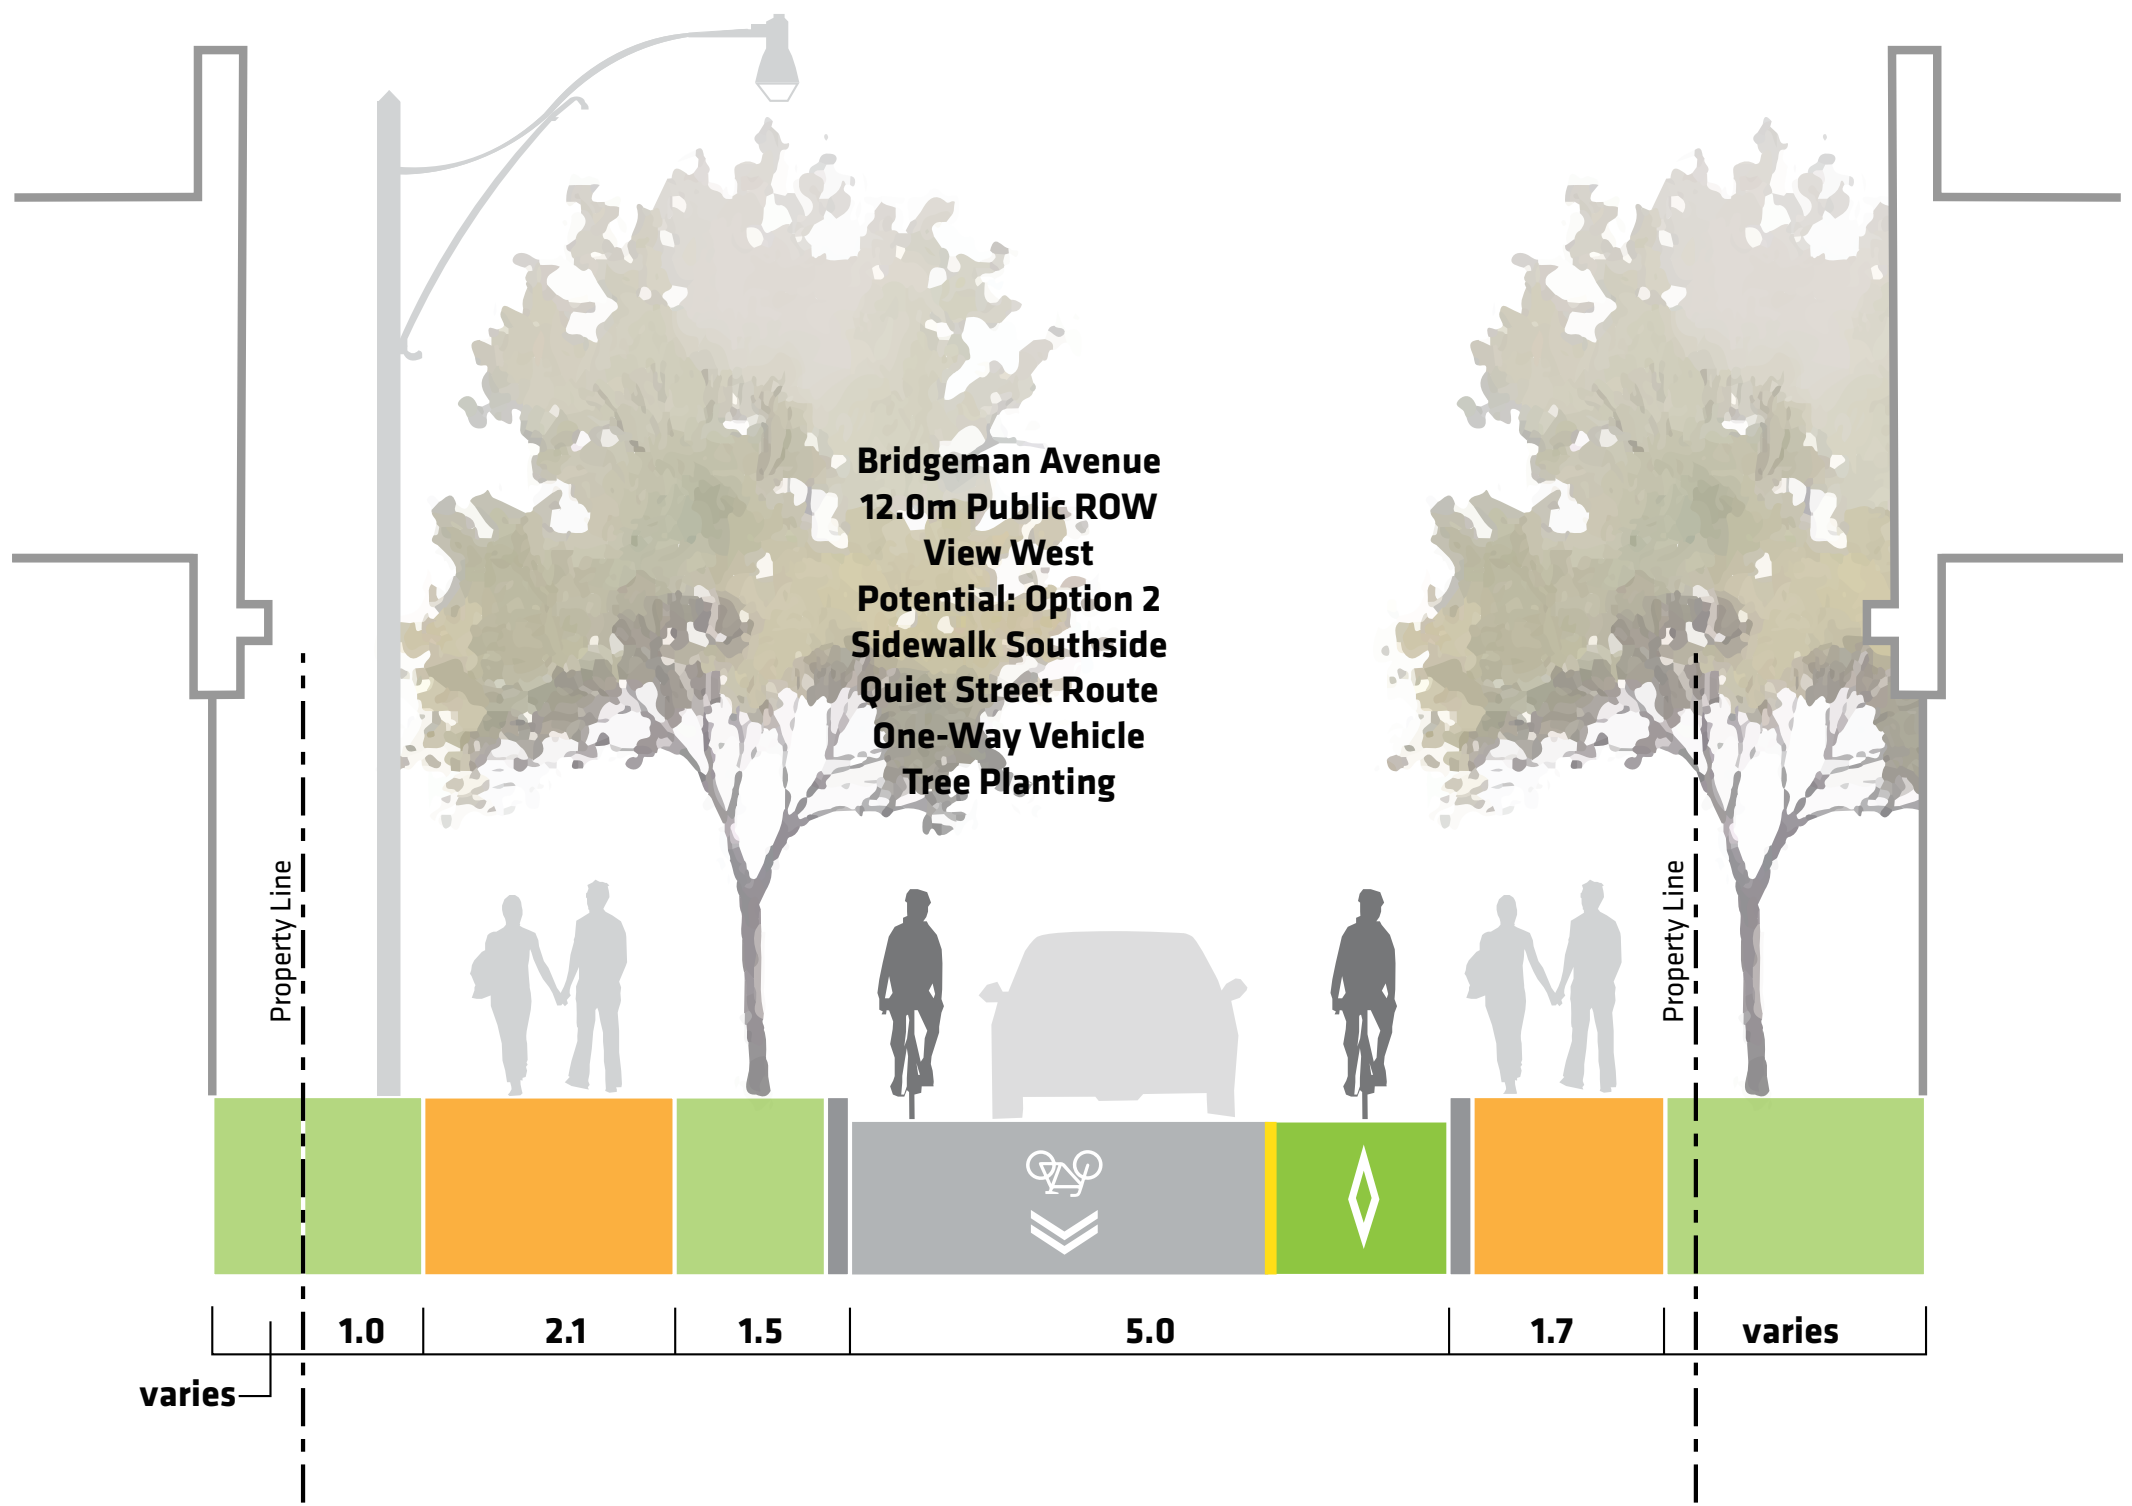 Bridgeman Avenue
12.0m Public ROW
View West
Potential: Option 2
Sidewalk Southside
Quiet Street Route
One-Way Vehicle
Tree Planting
Property Line
Property Line
1.0
2.1
1.5
5.0
1.7
varies
varies